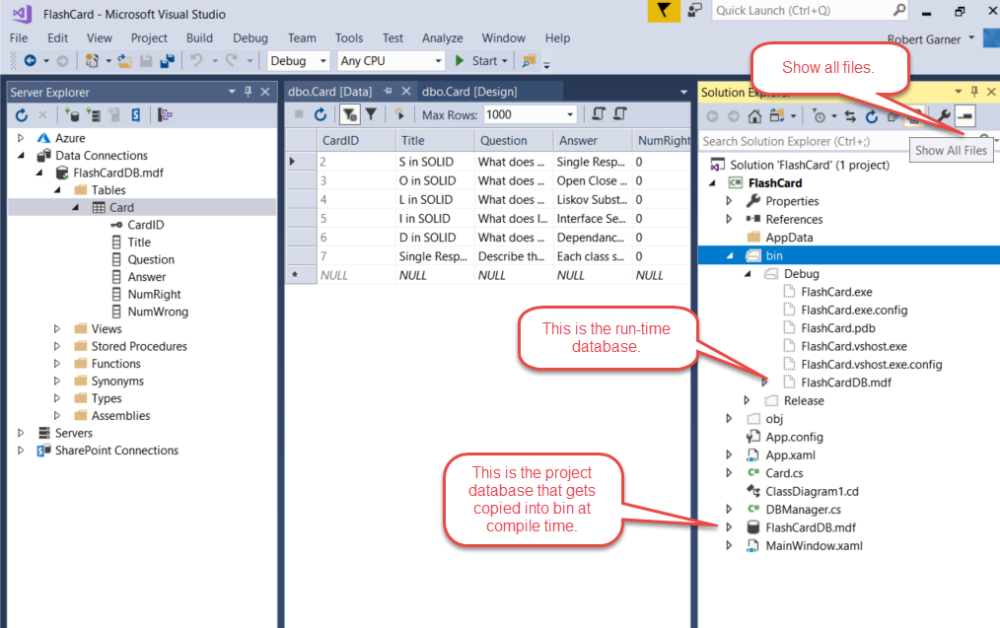 FlashCard - Microsoft Visual Studio
Quick Launch (Ctrl+Q)
File Edit View Project Build Debug Team Tools Test Analyze Window Help
Robert Garner
Debug Any CPU Start
Show all files.
Server Explorer
Azure
Data Connections
FlashCardDB.mdf
Tables
Card
CardID
Title
Question
Answer
NumRight
NumWrong
Views
Stored Procedures
Functions
Synonyms
Types
Assemblies
Servers
SharePoint Connections
dbo.Card [Data] dbo.Card [Design]
Max Rows: 1000
CardID Title Question Answer NumRight
2 S in SOLID What does ... Single Resp... 0
3 O in SOLID What does ... Open Close ... 0
4 L in SOLID What does ... Liskov Subst... 0
5 I in SOLID What does I... Interface Se... 0
6 D in SOLID What does ... Dependanc... 0
7 Single Resp... Describe th... Each class s... 0
* NULL NULL NULL NULL NULL
This is the run-time
database.
This is the project
database that gets
copied into bin at
compile time.
Solution Explorer
Search Solution Explorer (Ctrl+;)
Show All Files
Solution 'FlashCard' (1 project)
C# FlashCard
Properties
References
AppData
bin
Debug
FlashCard.exe
FlashCard.exe.config
FlashCard.pdb
FlashCard.vshost.exe
FlashCard.vshost.exe.config
FlashCardDB.mdf
Release
obj
App.config
App.xaml
C# Card.cs
ClassDiagram1.cd
C# DBManager.cs
FlashCardDB.mdf
MainWindow.xaml